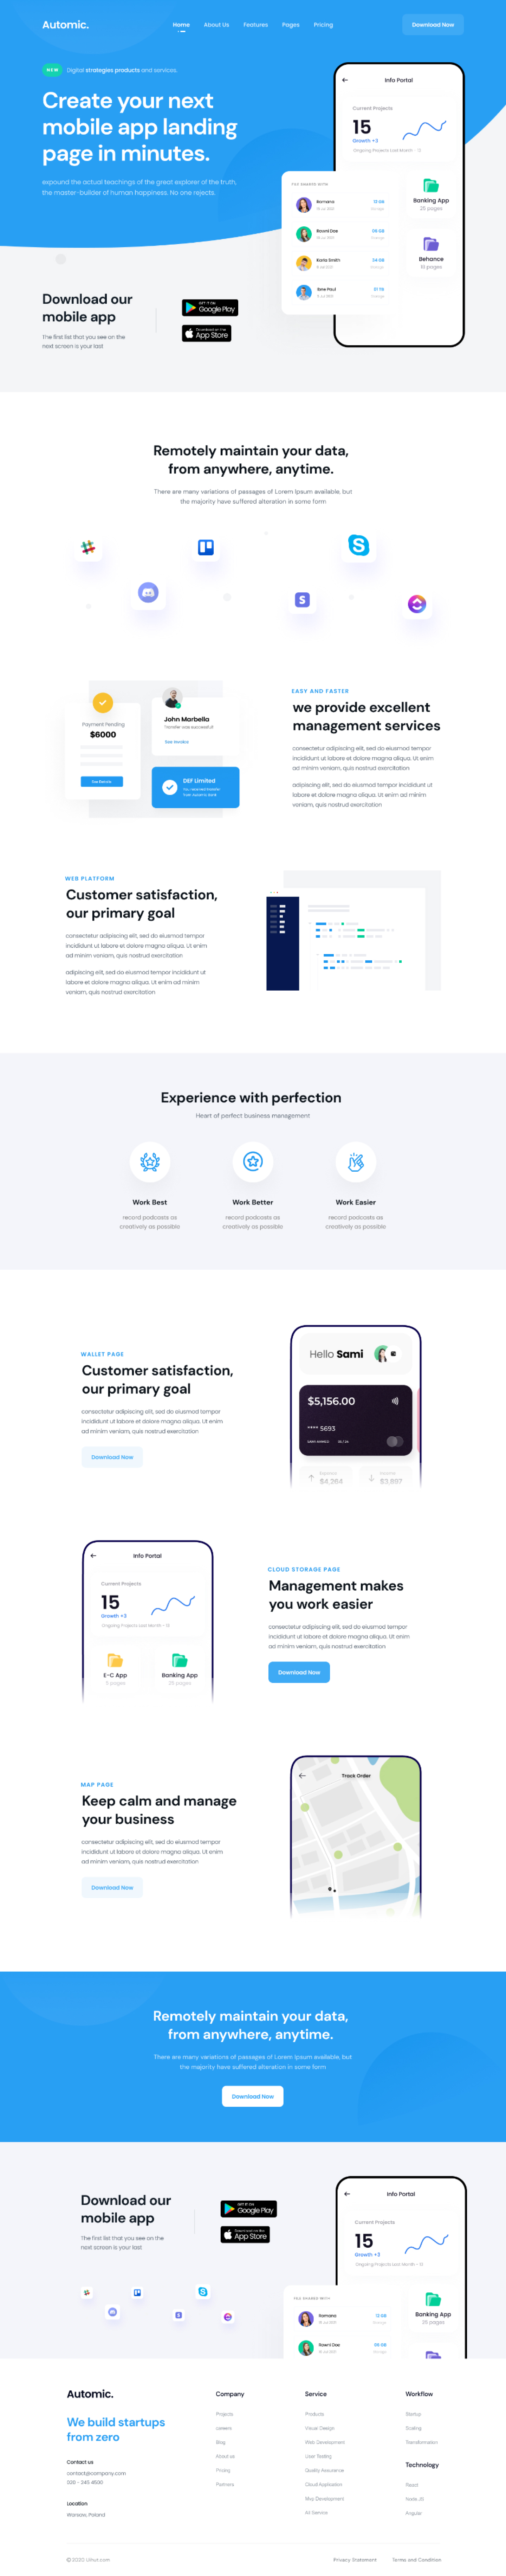 Automic.
Home
About Us
Features
Pages
Pricing
Download Now
NEW
Digital strategies products and services.
Create your next
mobile app landing
page in minutes.
expound the actual teachings of the great explorer of the truth,
the master-builder of human happiness. No one rejects.
Info Portal
Current Projects
15
Growth +3
Ongoing Projects Last Month - 12
FILE SHARED WITH
Romana
12 GB
Rowni Doe
09 GB
Karla Smith
Jone Paul
Banking App
25 pages
Behance
10 pages
Download our
mobile app
The first list that you see on the
next screen is your last
GET IT ON
Google Play
Download on the
App Store
Remotely maintain your data,
from anywhere, anytime.
There are many variations of passages of Lorem Ipsum available, but
the majority have suffered alteration in some form
Payment Pending
$6000
John Marbella
Transfer was successful!
See Invoice
DEF Limited
EASY AND FASTER
we provide excellent
management services
consectetur adipiscing elit, sed do eiusmod tempor
incididunt ut labore et dolore magna aliqua. Ut enim
ad minim veniam, quis nostrud exercitation
adipiscing elit, sed do eiusmod tempor incididunt ut
labore et dolore magna aliqua. Ut enim ad minim
veniam, quis nostrud exercitation
WEB PLATFORM
Customer satisfaction,
our primary goal
consectetur adipiscing elit, sed do eiusmod tempor
incididunt ut labore et dolore magna aliqua. Ut enim
ad minim veniam, quis nostrud exercitation
adipiscing elit, sed do eiusmod tempor incididunt ut
labore et dolore magna aliqua. Ut enim ad minim
veniam, quis nostrud exercitation
Experience with perfection
Heart of perfect business management
Work Best
record podcasts as
creatively as possible
Work Better
record podcasts as
creatively as possible
Work Easier
record podcasts as
creatively as possible
WALLET PAGE
Customer satisfaction,
our primary goal
consectetur adipiscing elit, sed do eiusmod tempor
incididunt ut labore et dolore magna aliqua. Ut enim
ad minim veniam, quis nostrud exercitation
Download Now
Hello Sami
$5,156.00
**** 5693
Income
$4,264
$3,897
Info Portal
Current Projects
15
Growth +3
Ongoing Projects Last Month - 12
E-C App
11 pages
Banking App
25 pages
CLOUD STORAGE PAGE
Management makes
you work easier
consectetur adipiscing elit, sed do eiusmod tempor
incididunt ut labore et dolore magna aliqua. Ut enim
ad minim veniam, quis nostrud exercitation
Download Now
MAP PAGE
Keep calm and manage
your business
consectetur adipiscing elit, sed do eiusmod tempor
incididunt ut labore et dolore magna aliqua. Ut enim
ad minim veniam, quis nostrud exercitation
Download Now
Track Order
Remotely maintain your data,
from anywhere, anytime.
There are many variations of passages of Lorem Ipsum available, but
the majority have suffered alteration in some form
Download Now
Download our
mobile app
The first list that you see on the
next screen is your last
GET IT ON
Google Play
Download on the
App Store
Info Portal
Current Projects
15
Growth +3
Ongoing Projects Last Month - 12
FILE SHARED WITH
Romana
12 GB
Rowni Doe
09 GB
Banking App
25 pages
Automic.
We build startups
from zero
Contact us
contact@company.com
020 - 245 4500
Location
Warsaw, Poland
Company
Projects
careers
Blog
About us
Pricing
Partners
Service
Products
Visual Design
Web Development
User Testing
Quality Assurance
Cloud Application
Mvp Development
All Service
Workflow
Startup
Scaling
Transformation
Technology
React
Node JS
Angular
Privacy Statement
Terms and Condition